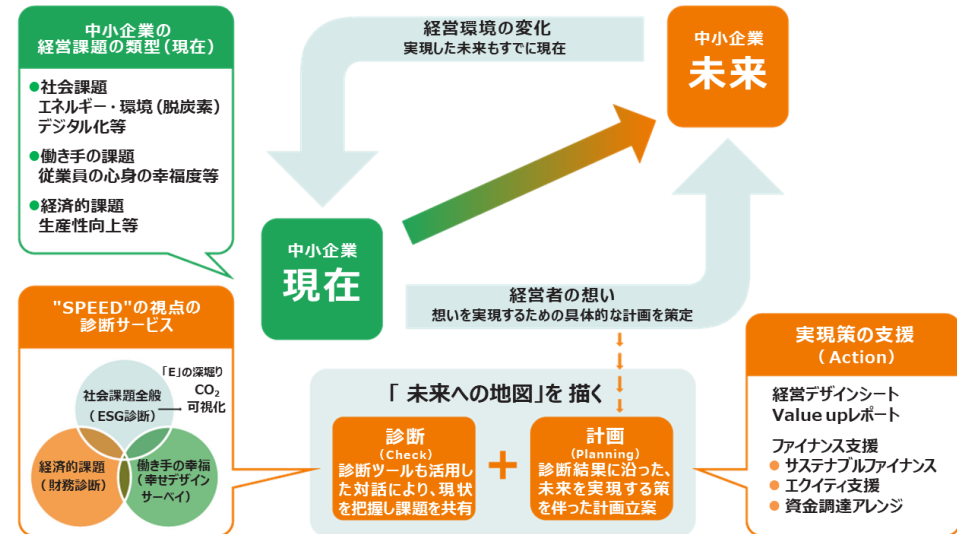 中小企業の
経営課題の類型(現在)
●社会課題
エネルギー・環境(脱炭素)
デジタル化等
●働き手の課題
従業員の心身の幸福度等
●経済的課題
生産性向上等
経営環境の変化
実現した未来もすでに現在
中小企業
未来
中小企業
現在
経営者の想い
想いを実現するための具体的な計画を策定
"SPEED"の視点の
診断サービス
社会課題全般
(ESG診断)
「E」の深堀り
CO₂
可視化
経済的課題
(財務診断)
働き手の幸福
(幸せデザイン
サーベイ)
「未来への地図」を描く
診断
(Check)
診断ツールも活用し
た対話により、現状
を把握し課題を共有
+
計画
(Planning)
診断結果に沿った、
未来を実現する策
を伴った計画立案
実現策の支援
(Action)
経営デザインシート
Value upレポート
ファイナンス支援
●サステナブルファイナンス
●エクイティ支援
●資金調達アレンジ